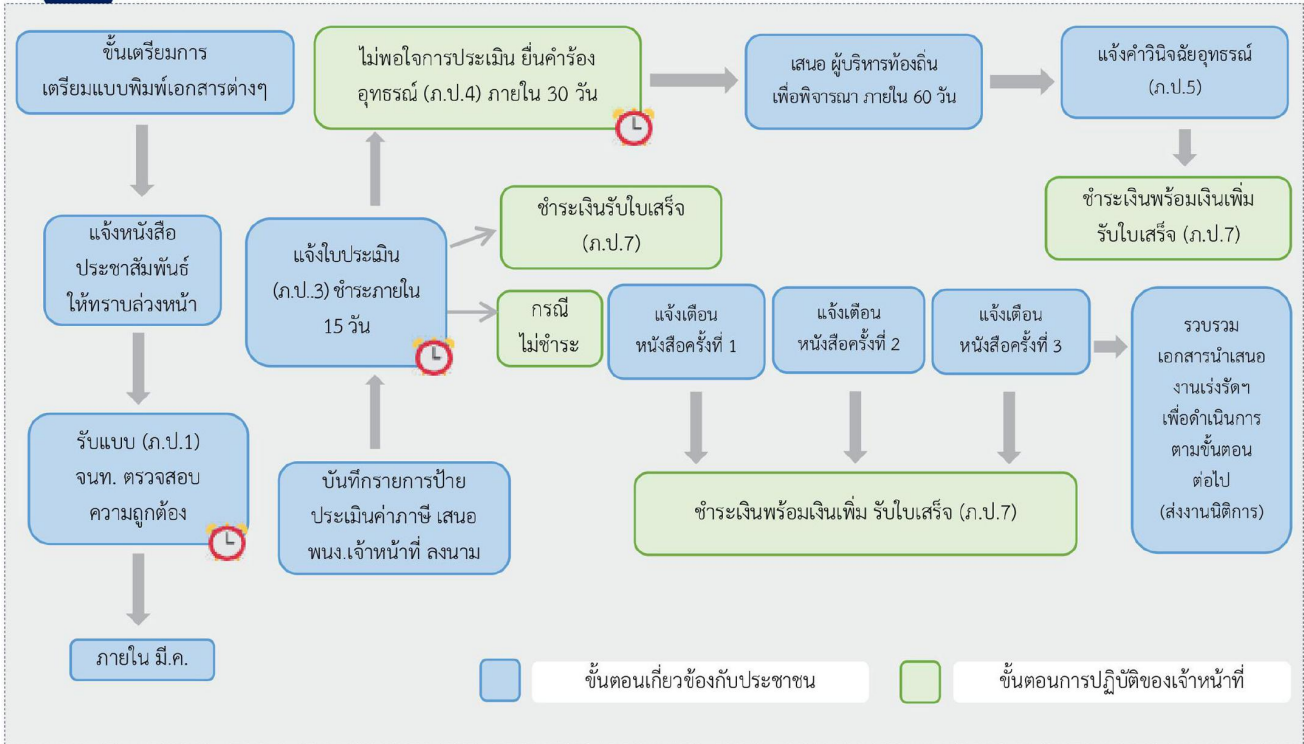 ขั้นเตรียมการ
เตรียมแบบพิมพ์เอกสารต่างๆ
แจ้งหนังสือ
ประชาสัมพันธ์
ให้ทราบล่วงหน้า
รับแบบ (ภ.ป.1)
จนท. ตรวจสอบ
ความถูกต้อง
ภายใน มี.ค.
บันทึกรายการป้าย
ประเมินค่าภาษี เสนอ
พนง.เจ้าหน้าที่ ลงนาม
แจ้งใบประเมิน
(ภ.ป..3) ชำระภายใน
15 วัน
ไม่พอใจการประเมิน ยื่นคำร้อง
อุทธรณ์ (ภ.ป.4) ภายใน 30 วัน
เสนอ ผู้บริหารท้องถิ่น
เพื่อพิจารณา ภายใน 60 วัน
แจ้งคำวินิจฉัยอุทธรณ์
(ภ.ป.5)
ชำระเงินพร้อมเงินเพิ่ม
รับใบเสร็จ (ภ.ป.7)
ชำระเงินรับใบเสร็จ
(ภ.ป.7)
กรณี
ไม่ชำระ
แจ้งเตือน
หนังสือครั้งที่ 1
แจ้งเตือน
หนังสือครั้งที่ 2
แจ้งเตือน
หนังสือครั้งที่ 3
รวบรวม
เอกสารนำเสนอ
งานเร่งรัดฯ
เพื่อดำเนินการ
ตามขั้นตอน
ต่อไป
(ส่งงานนิติการ)
ชำระเงินพร้อมเงินเพิ่ม รับใบเสร็จ (ภ.ป.7)
ขั้นตอนเกี่ยวข้องกับประชาชน
ขั้นตอนการปฏิบัติของเจ้าหน้าที่